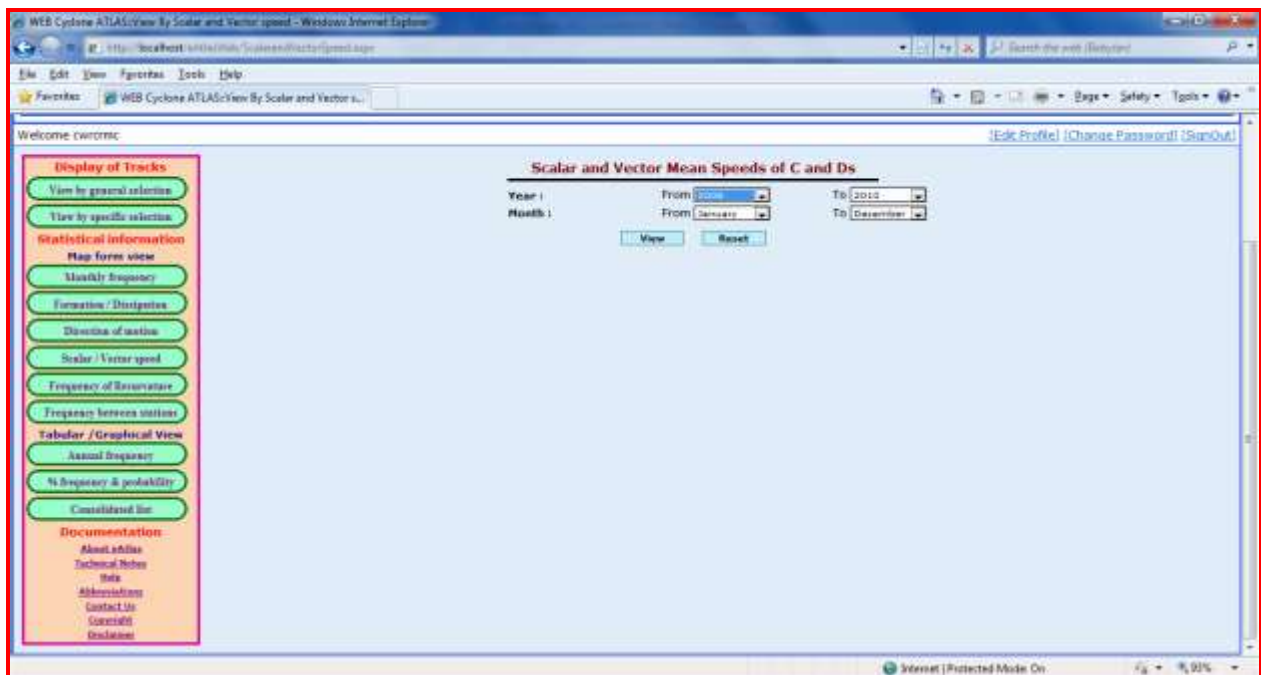 WEB Cyclone ATLAS:View By Scalar and Vector speed - Windows Internet Explorer
File Edit View Favorites Tools Help
Favorites WEB Cyclone ATLAS:View By Scalar and Vector s... Page Safety Tools
Welcome cwrcrmc [Edit Profile] [Change Password] [SignOut]
Display of Tracks
View by general selection
View by specific selection
Statistical information
Map form view
Monthly frequency
Formation / Dissipation
Direction of motion
Scalar / Vector speed
Frequency of Recurvature
Frequency between stations
Tabular /Graphical View
Annual frequency
% frequency & probability
Consolidated list
Documentation
About eAtlas
Technical Notes
Help
Abbreviations
Contact Us
Copyright
Disclaimer
Scalar and Vector Mean Speeds of C and Ds
Year : From To 2010
Month : From January To December
View Reset
Internet | Protected Mode: On 93%